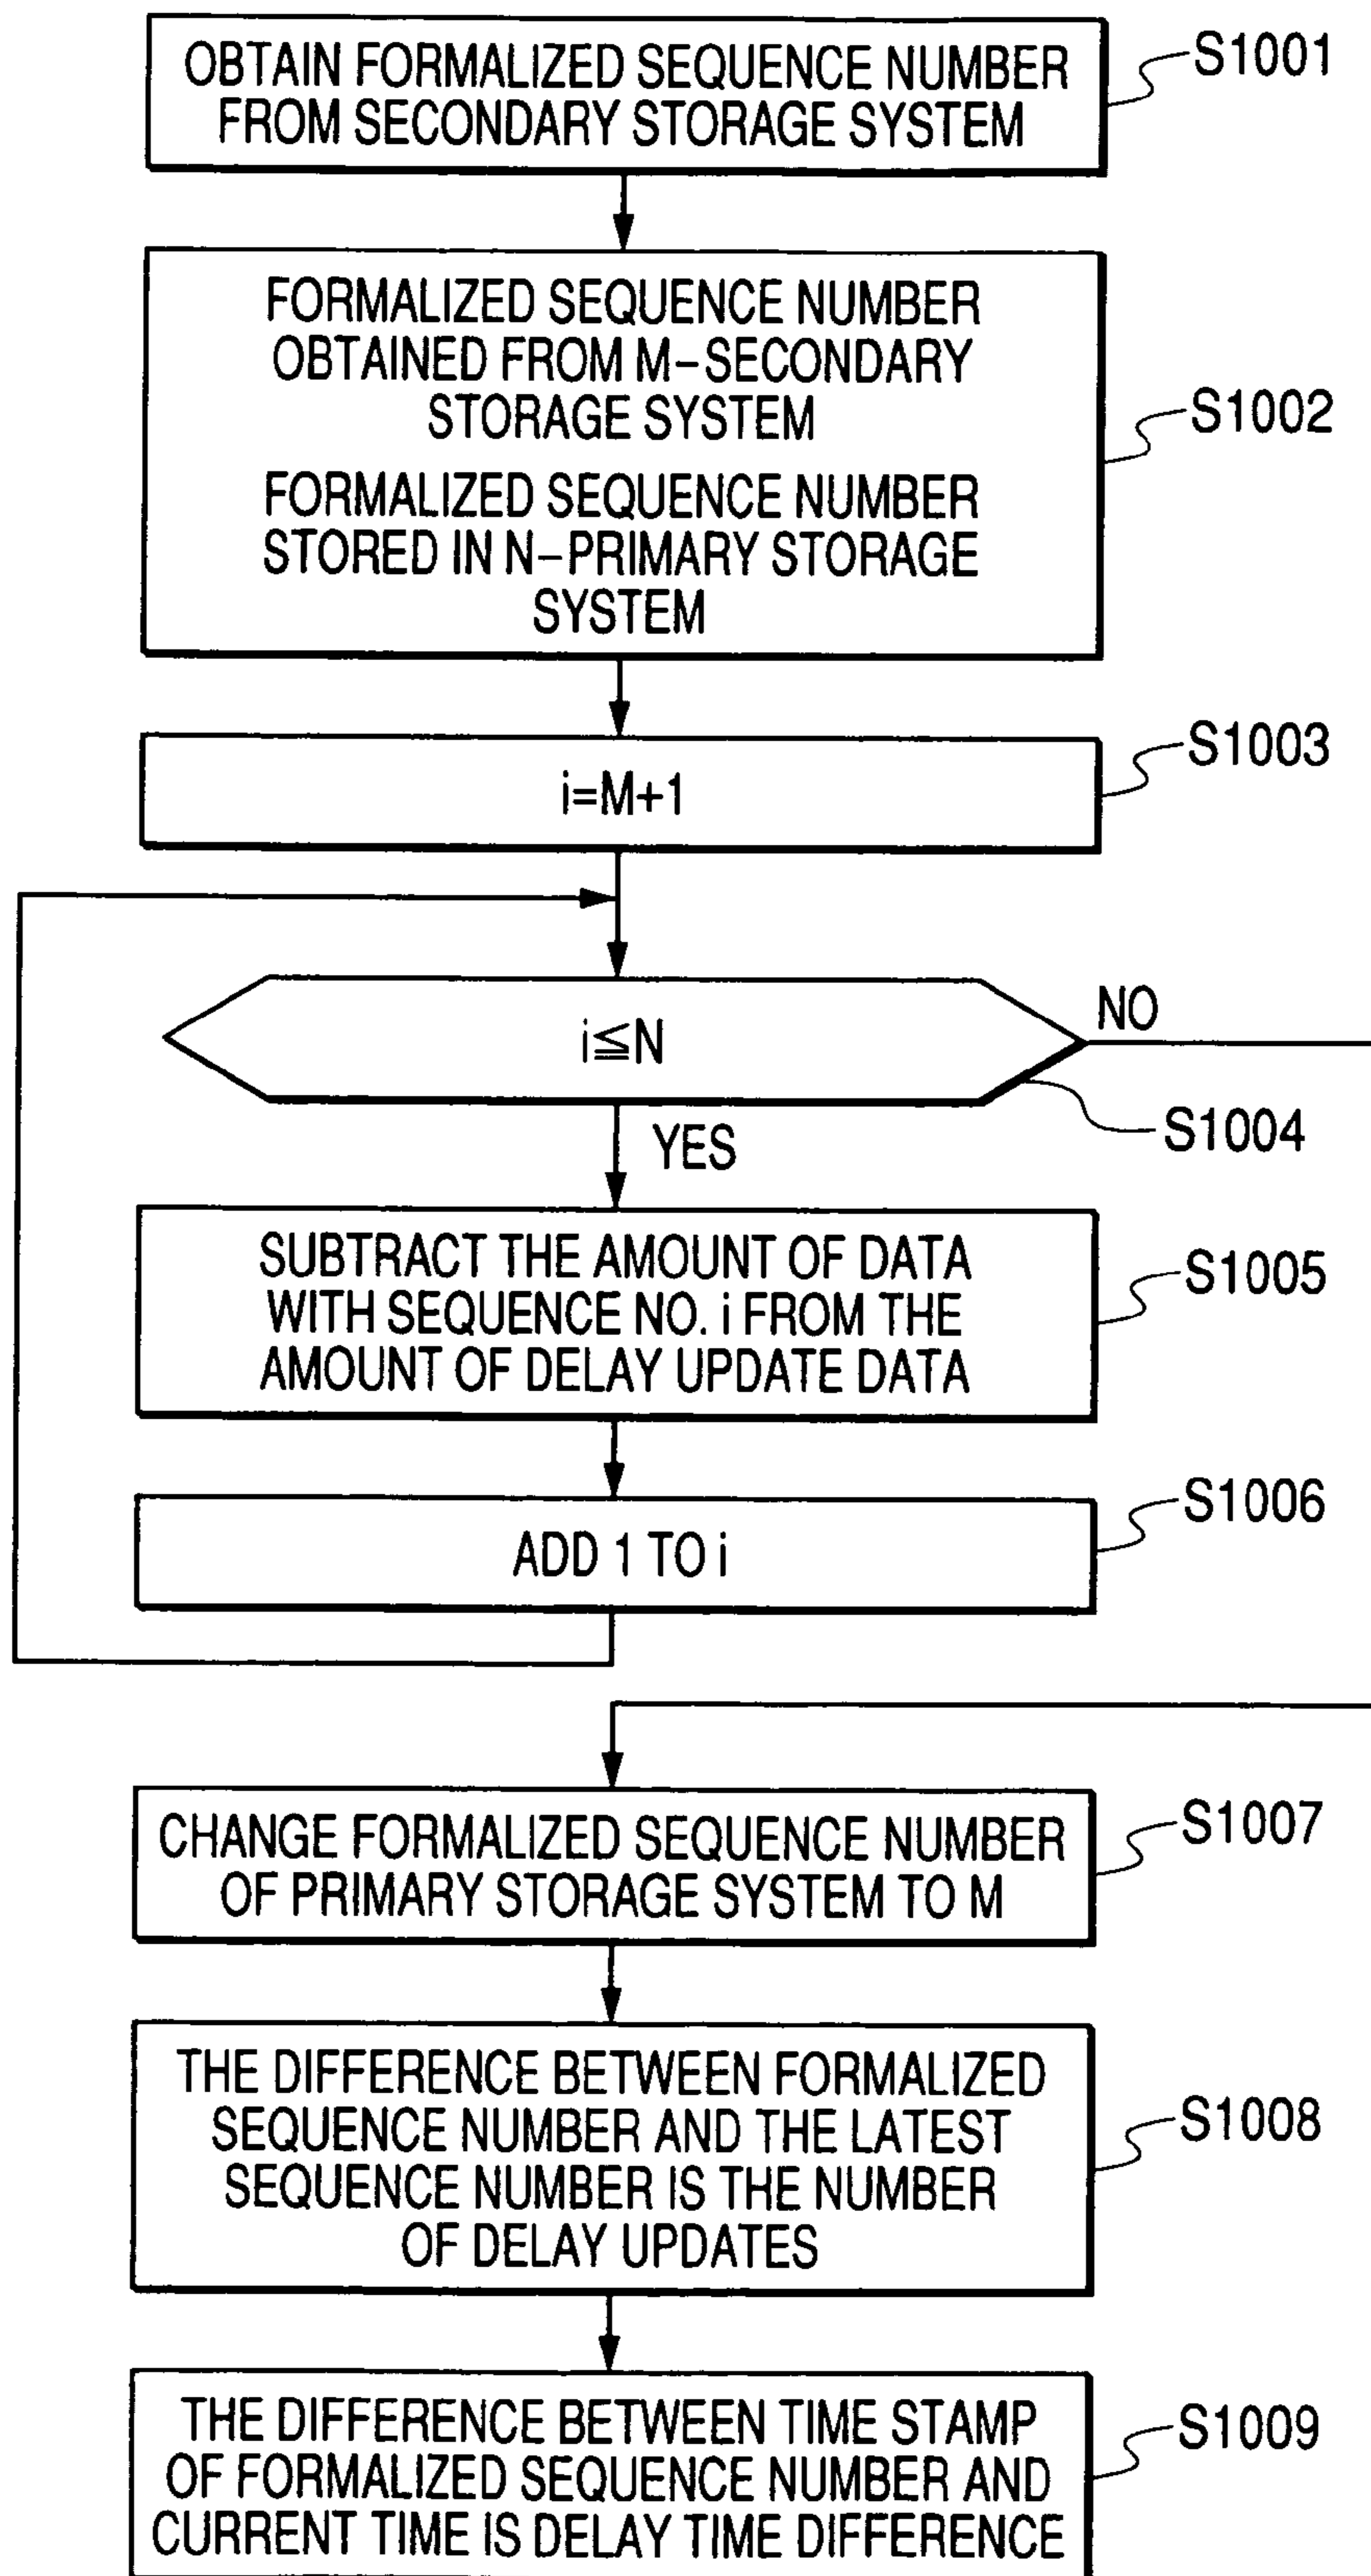 OBTAIN FORMALIZED SEQUENCE NUMBER
FROM SECONDARY STORAGE SYSTEM
S1001
FORMALIZED SEQUENCE NUMBER
OBTAINED FROM M-SECONDARY
STORAGE SYSTEM
FORMALIZED SEQUENCE NUMBER
STORED IN N-PRIMARY STORAGE
SYSTEM
S1002
i=M+1
S1003
i≦N
NO
S1004
YES
SUBTRACT THE AMOUNT OF DATA
WITH SEQUENCE NO. i FROM THE
AMOUNT OF DELAY UPDATE DATA
S1005
ADD 1 TO i
S1006
CHANGE FORMALIZED SEQUENCE NUMBER
OF PRIMARY STORAGE SYSTEM TO M
S1007
THE DIFFERENCE BETWEEN FORMALIZED
SEQUENCE NUMBER AND THE LATEST
SEQUENCE NUMBER IS THE NUMBER
OF DELAY UPDATES
S1008
THE DIFFERENCE BETWEEN TIME STAMP
OF FORMALIZED SEQUENCE NUMBER AND
CURRENT TIME IS DELAY TIME DIFFERENCE
S1009